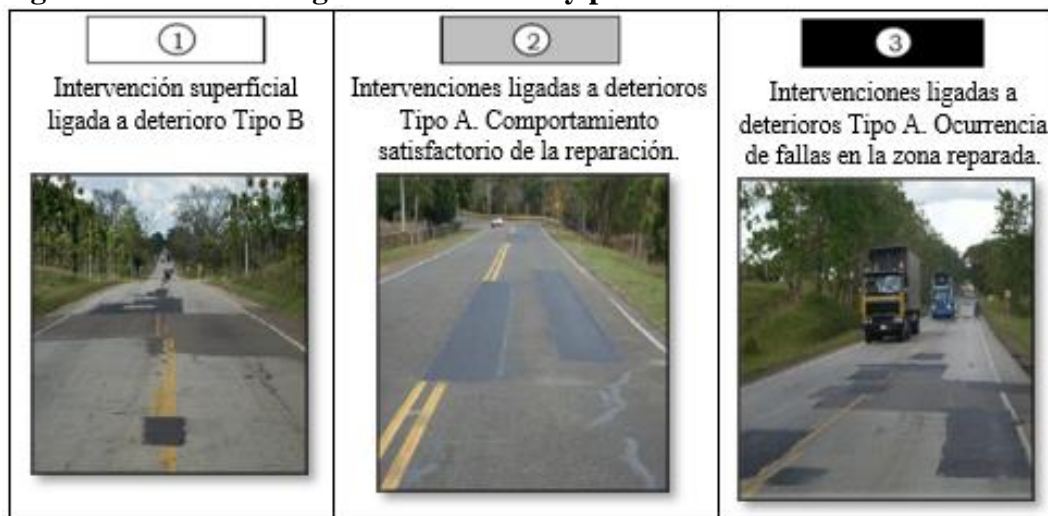 1
Intervención superficial
ligada a deterioro Tipo B
2
Intervenciones ligadas a deterioros
Tipo A. Comportamiento
satisfactorio de la reparación.
3
Intervenciones ligadas a
deterioros Tipo A. Ocurrencia
de fallas en la zona reparada.